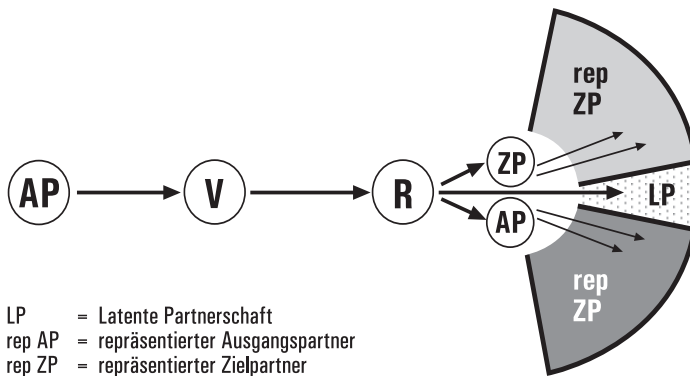 rep
ZP
ZP
AP
V
R
LP
AP
rep
ZP
LP = Latente Partnerschaft
rep AP = repräsentierter Ausgangspartner
rep ZP = repräsentierter Zielpartner